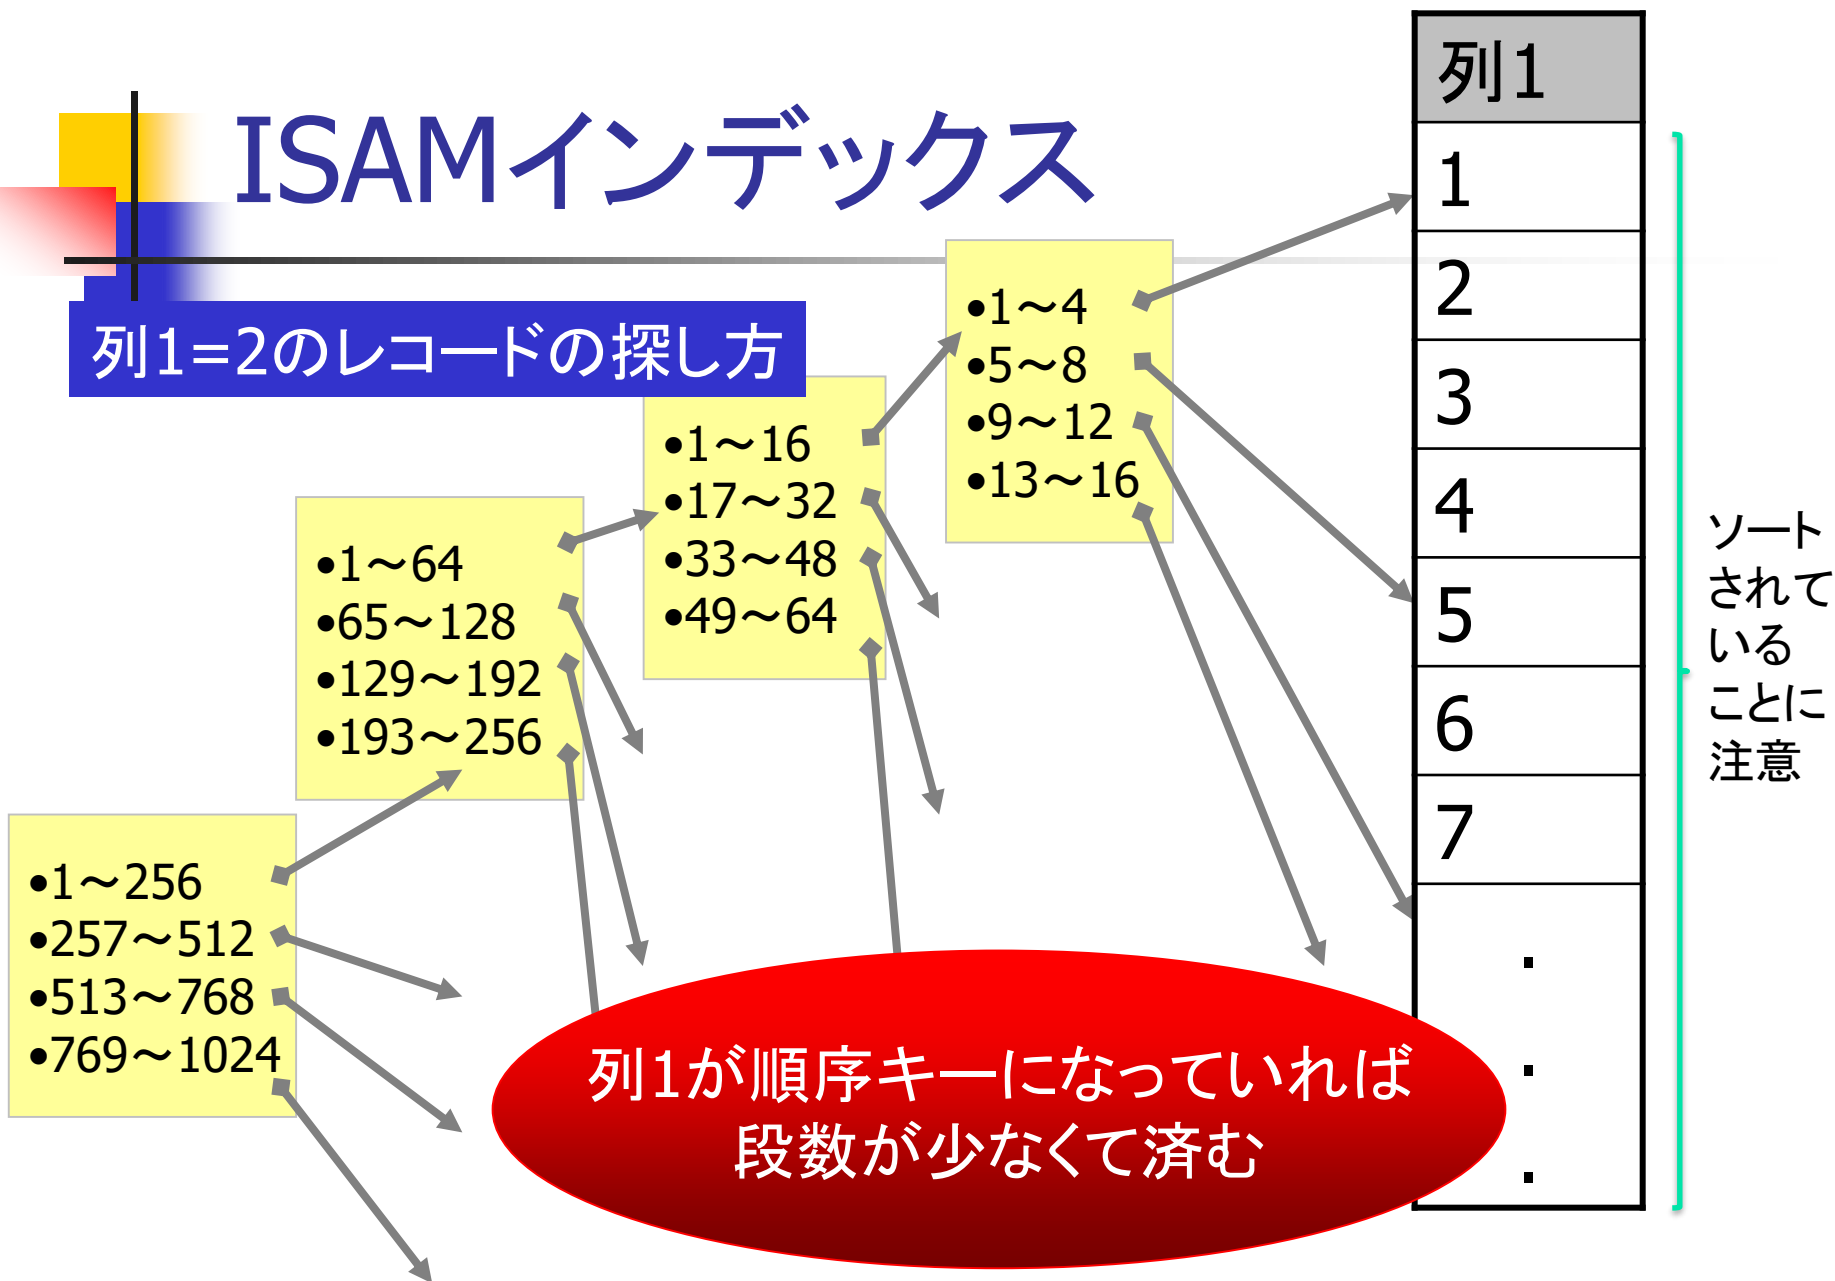 ISAMインデックス
列1=2のレコードの探し方
•1～256
•257～512
•513～768
•769～1024
•1～64
•65～128
•129～192
•193～256
•1～16
•17～32
•33～48
•49～64
•1～4
•5～8
•9～12
•13～16
列1
1
2
3
4
5
6
7
.
.
.
ソート
されて
いる
ことに
注意
列1が順序キーになっていれば
段数が少なくて済む